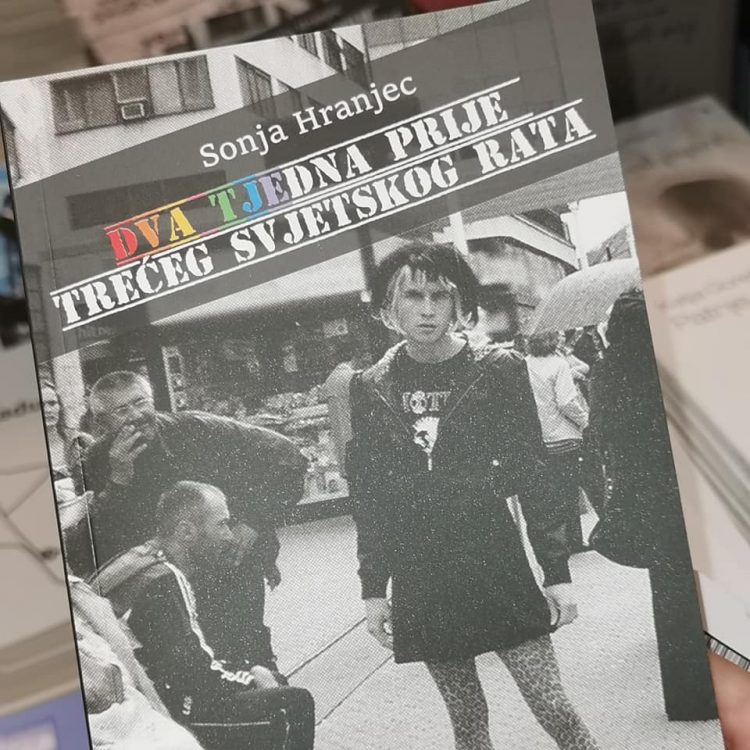 Sonja Hranjec
DVA TJEDNA PRIJE
TREĆEG SVJETSKOG RATA